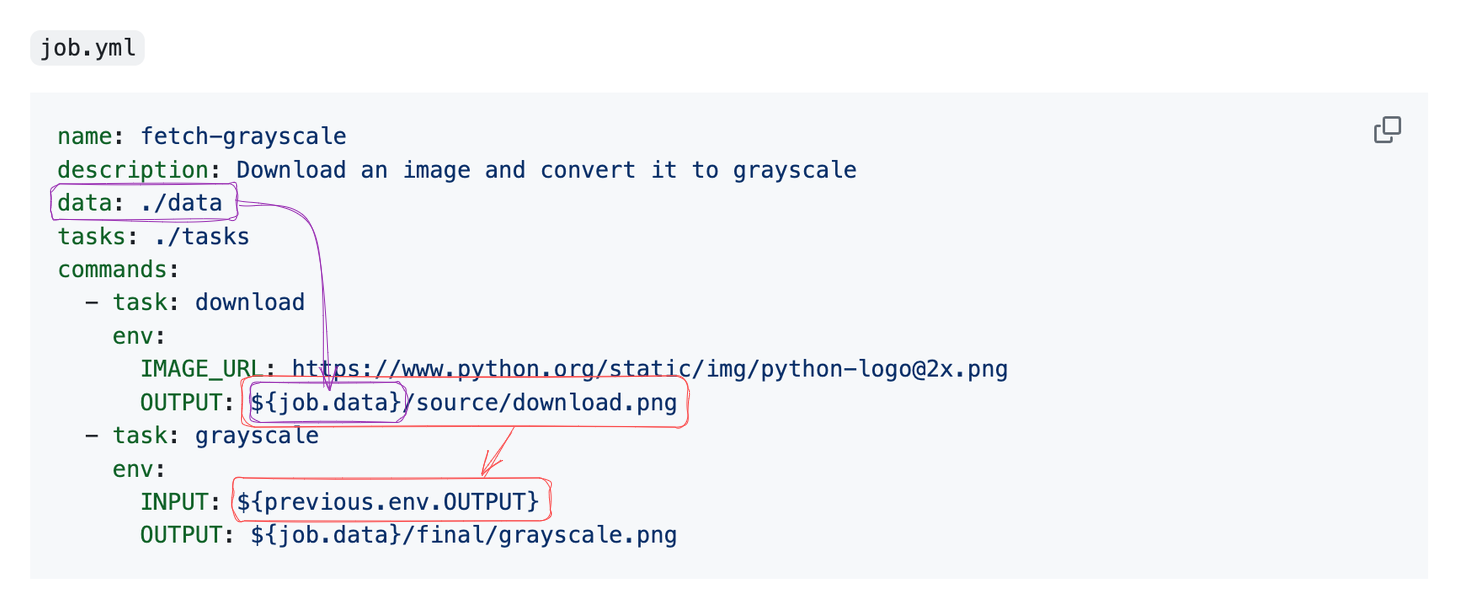 job.yml
name: fetch-grayscale
description: Download an image and convert it to grayscale
data: ./data
tasks: ./tasks
commands:
  - task: download
    env:
      IMAGE_URL: https://www.python.org/static/img/python-logo@2x.png
      OUTPUT: ${job.data}/source/download.png
  - task: grayscale
    env:
      INPUT: ${previous.env.OUTPUT}
      OUTPUT: ${job.data}/final/grayscale.png